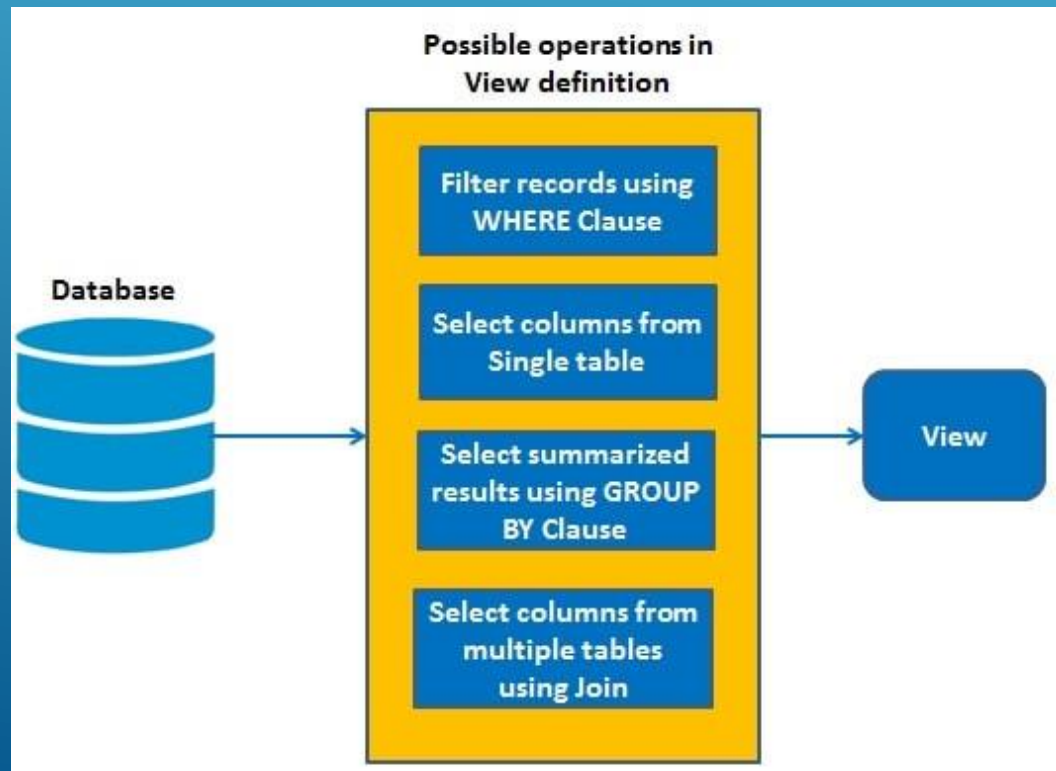 Possible operations in
View definition
Filter records using
WHERE Clause
Database
Select columns from
Single table
View
Select summarized
results using GROUP
BY Clause
Select columns from
multiple tables
using Join